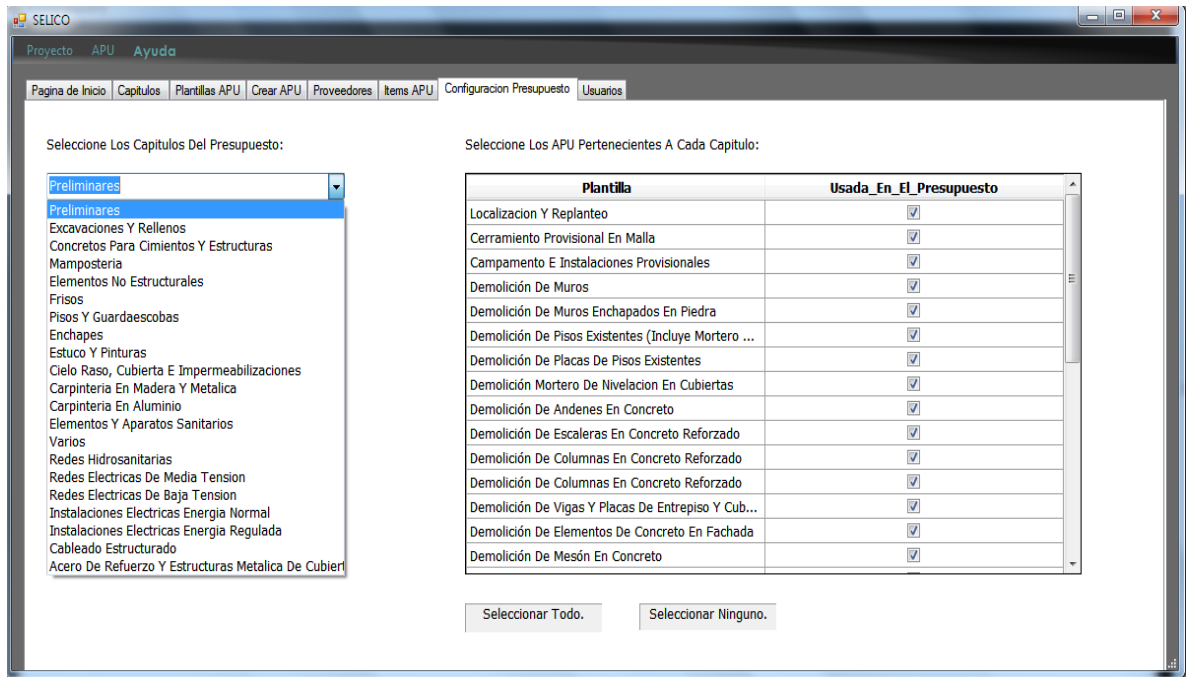 SELICO
Proyecto APU Ayuda
Pagina de Inicio Capitulos Plantillas APU Crear APU Proveedores Items APU Configuracion Presupuesto Usuarios
Seleccione Los Capitulos Del Presupuesto:
Preliminares
Preliminares
Excavaciones Y Rellenos
Concretos Para Cimientos Y Estructuras
Mamposteria
Elementos No Estructurales
Frisos
Pisos Y Guardaescobas
Enchapes
Estuco Y Pinturas
Cielo Raso, Cubierta E Impermeabilizaciones
Carpinteria En Madera Y Metalica
Carpinteria En Aluminio
Elementos Y Aparatos Sanitarios
Varios
Redes Hidrosanitarias
Redes Electricas De Media Tension
Redes Electricas De Baja Tension
Instalaciones Electricas Energia Normal
Instalaciones Electricas Energia Regulada
Cableado Estructurado
Acero De Refuerzo Y Estructuras Metalica De Cubiert
Seleccione Los APU Pertenecientes A Cada Capitulo:
Plantilla Usada_En_El_Presupuesto
Localizacion Y Replanteo
Cerramiento Provisional En Malla
Campamento E Instalaciones Provisionales
Demolición De Muros
Demolición De Muros Enchapados En Piedra
Demolición De Pisos Existentes (Incluye Mortero ...
Demolición De Placas De Pisos Existentes
Demolición Mortero De Nivelacion En Cubiertas
Demolición De Andenes En Concreto
Demolición De Escaleras En Concreto Reforzado
Demolición De Columnas En Concreto Reforzado
Demolición De Columnas En Concreto Reforzado
Demolición De Vigas Y Placas De Entrepiso Y Cub...
Demolición De Elementos De Concreto En Fachada
Demolición De Mesón En Concreto
Seleccionar Todo. Seleccionar Ninguno.